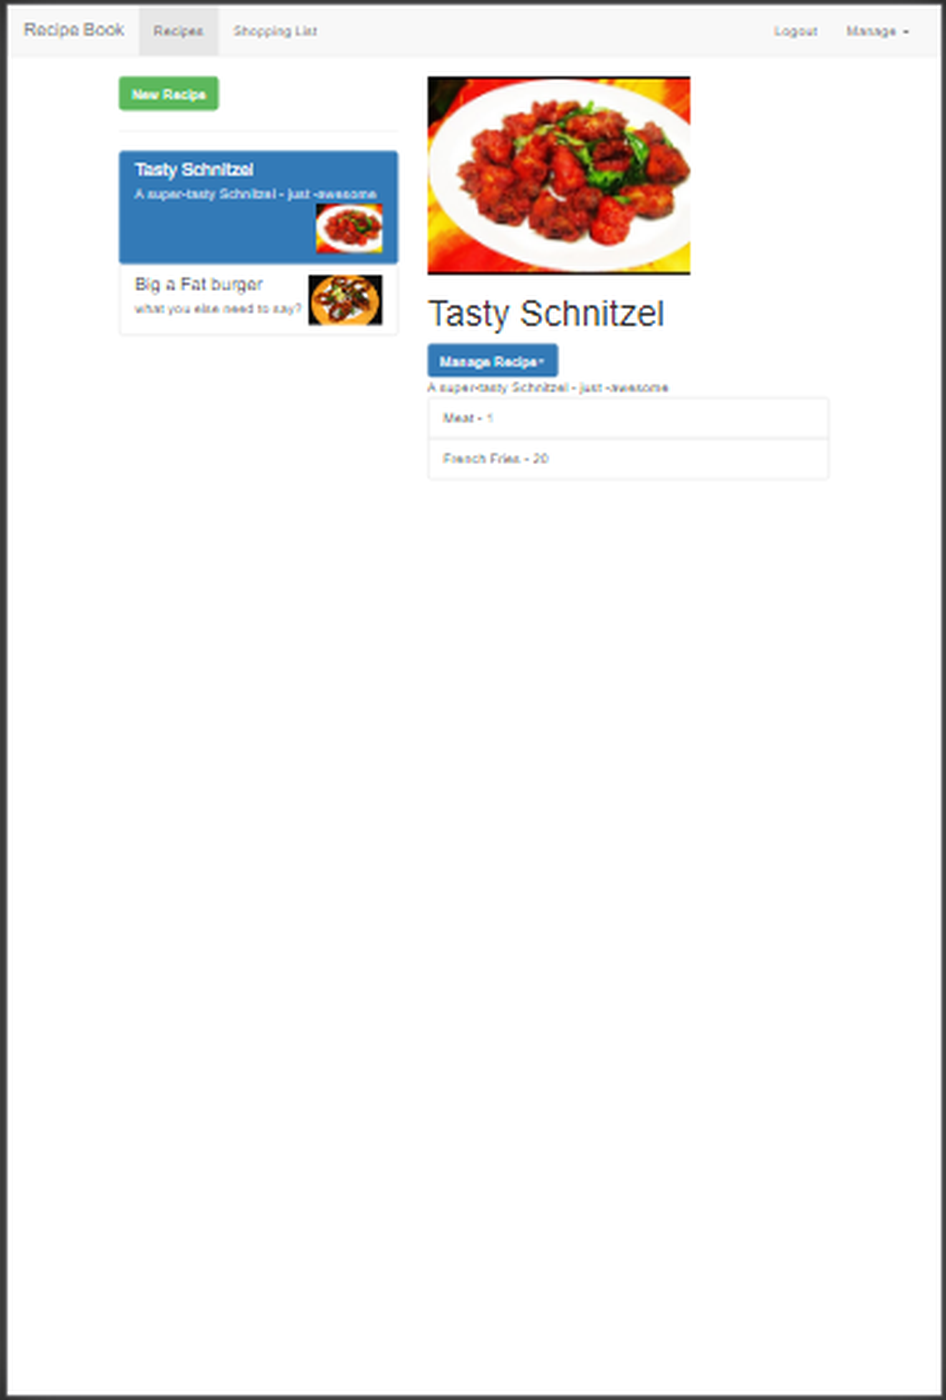 Recipe Book Recipes Shopping List Logout Manage
New Recipe
Tasty Schnitzel
A super-tasty Schnitzel - just -awesome
Big a Fat burger
what you else need to say?
Tasty Schnitzel
Manage Recipe
A super-tasty Schnitzel - just -awesome
Meat - 1
French Fries - 20